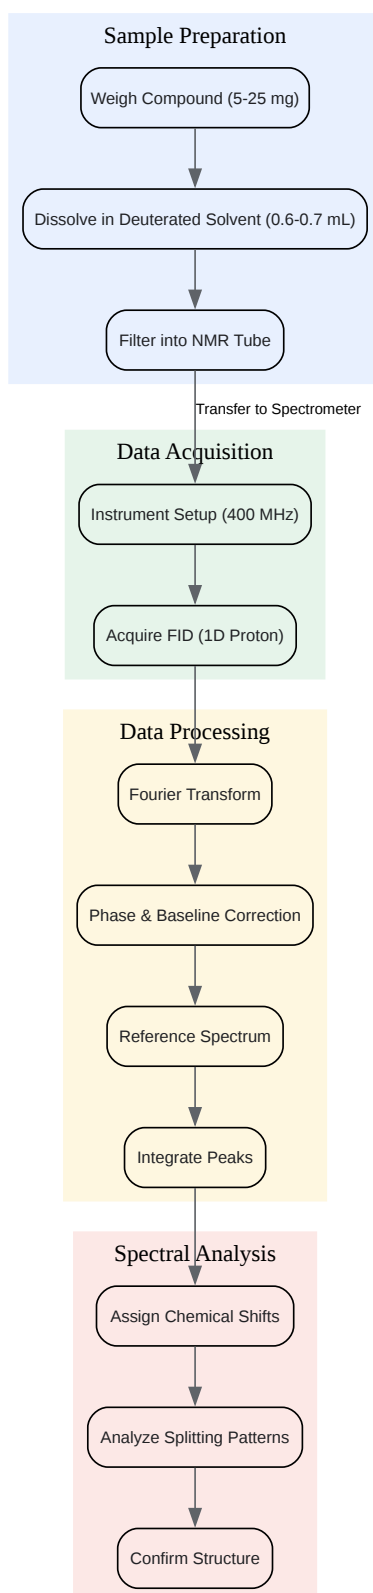 Sample Preparation
Weigh Compound (5-25 mg)
Dissolve in Deuterated Solvent (0.6-0.7 mL)
Filter into NMR Tube
Transfer to Spectrometer
Data Acquisition
Instrument Setup (400 MHz)
Acquire FID (1D Proton)
Data Processing
Fourier Transform
Phase & Baseline Correction
Reference Spectrum
Integrate Peaks
Spectral Analysis
Assign Chemical Shifts
Analyze Splitting Patterns
Confirm Structure